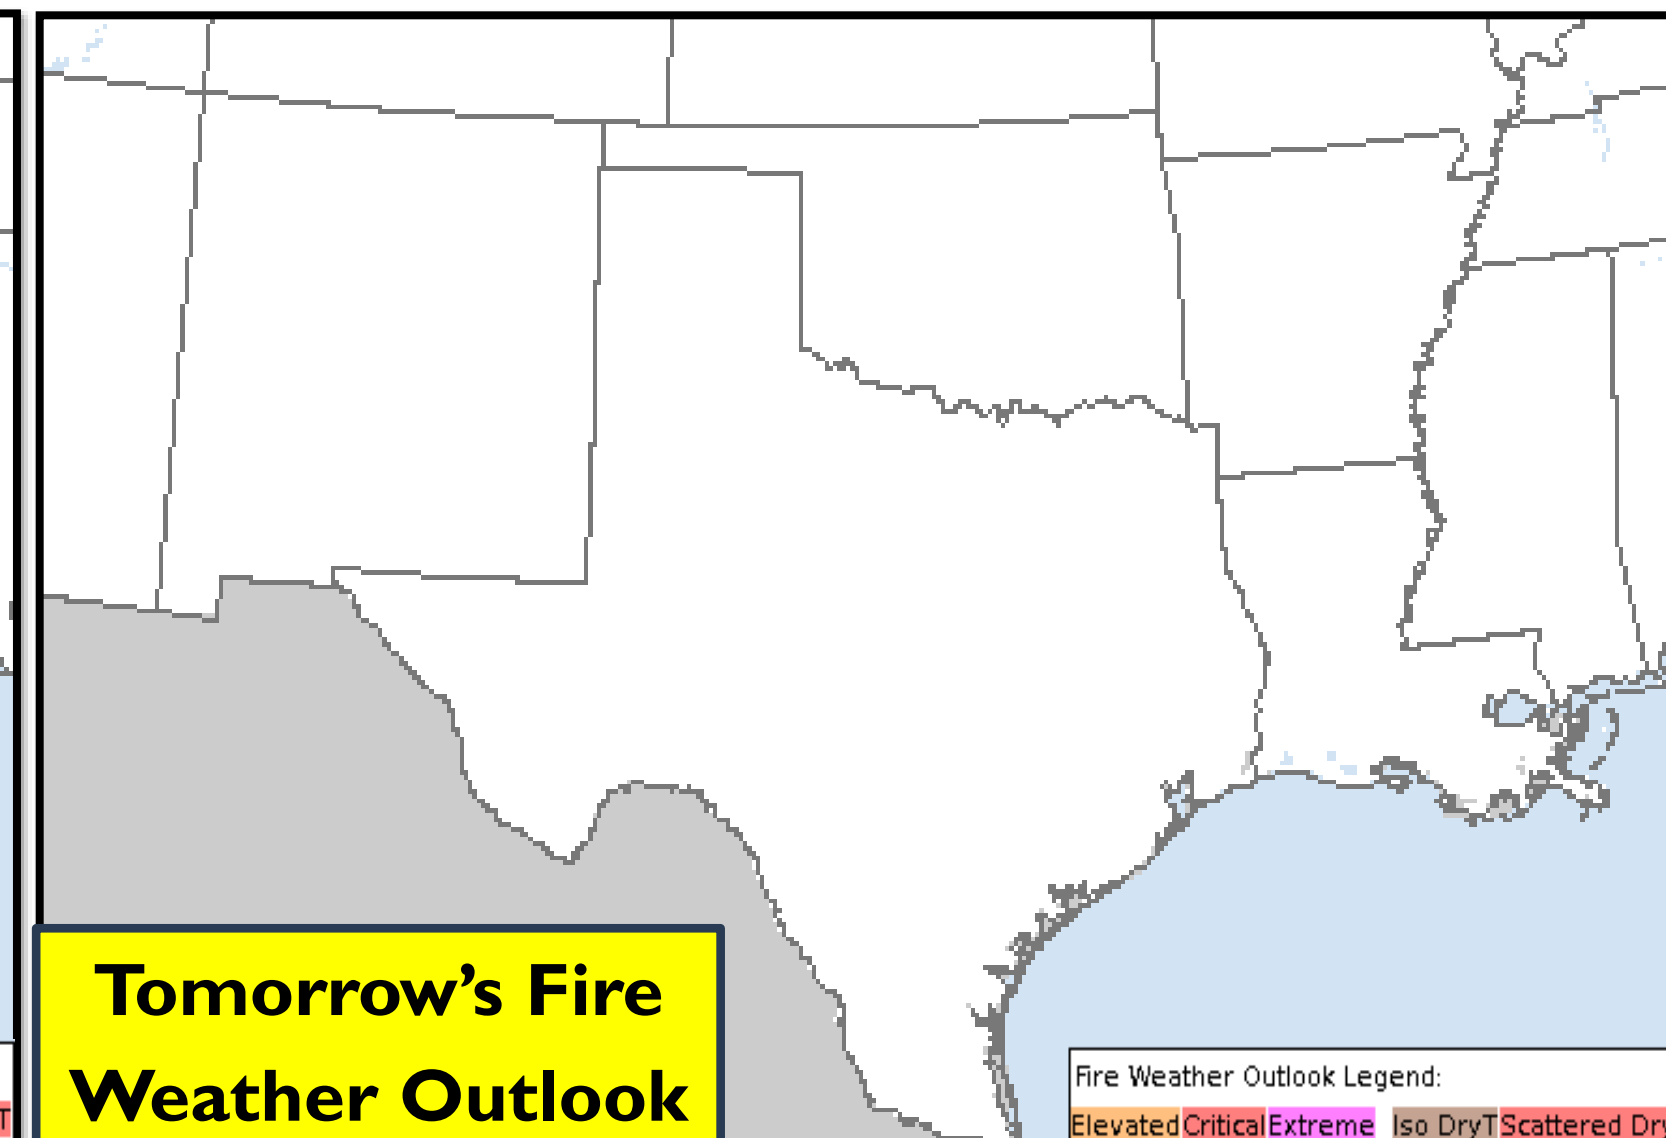 Tomorrow’s Fire
Weather Outlook
Fire Weather Outlook Legend:
Elevated Critical Extreme Iso DryT Scattered Dry
T